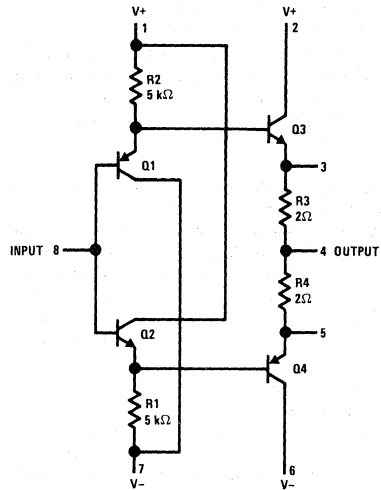 V+
1
V+
2
R2
5 kΩ
Q3
Q1
3
R3
2Ω
INPUT 8
4 OUTPUT
R4
2Ω
Q2
5
Q4
R1
5 kΩ
7
V−
6
V−